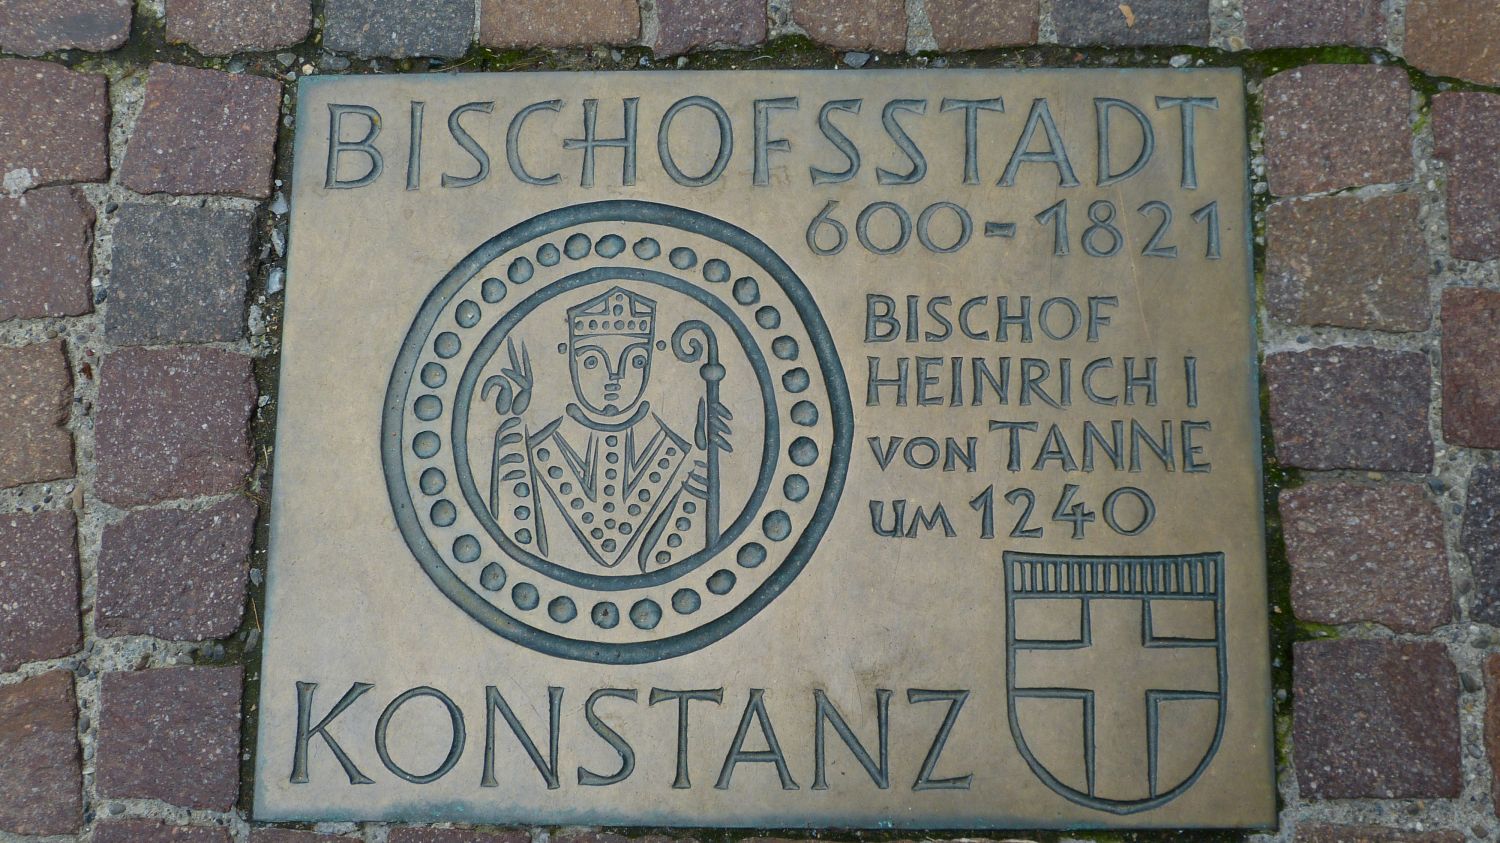 BISCHOFSSTADT
600-1821
BISCHOF
HEINRICH I
VON TANNE
UM 1240
KONSTANZ